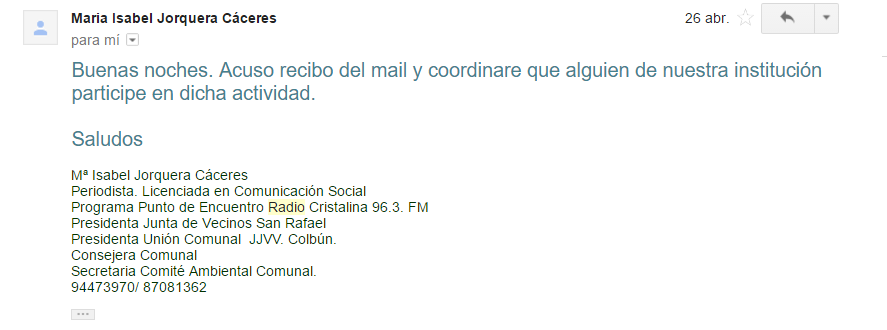 Maria Isabel Jorquera Cáceres
26 abr.
para mí
Buenas noches. Acuso recibo del mail y coordinare que alguien de nuestra institución
participe en dicha actividad.
Saludos
Mª Isabel Jorquera Cáceres
Periodista. Licenciada en Comunicación Social
Programa Punto de Encuentro Radio Cristalina 96.3. FM
Presidenta Junta de Vecinos San Rafael
Presidenta Unión Comunal  JJVV. Colbún.
Consejera Comunal
Secretaria Comité Ambiental Comunal.
94473970/ 87081362